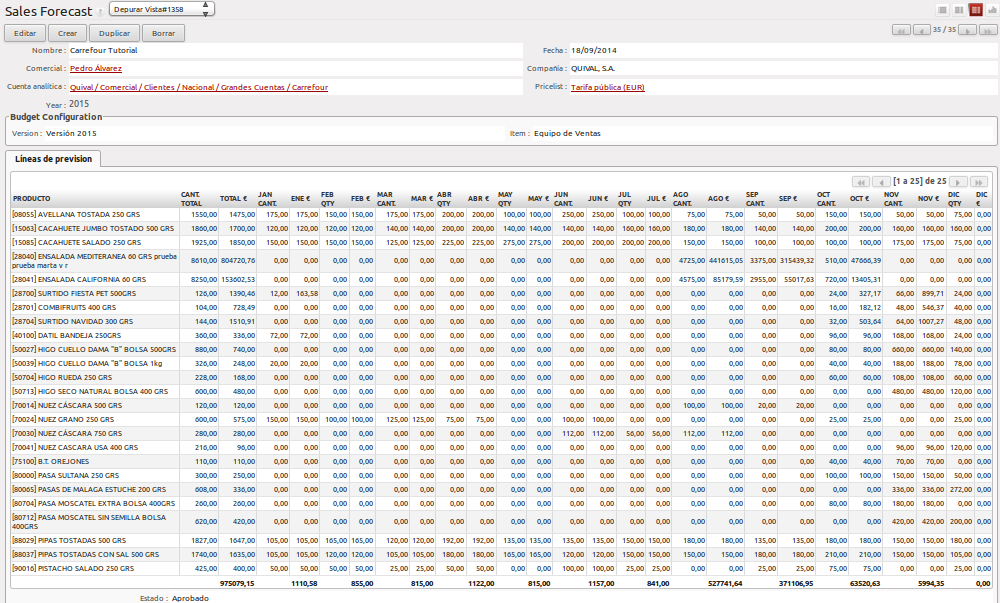 Sales Forecast Depurar Vista#1358
Editar Crear Duplicar Borrar 35 / 35
Nombre : Carrefour Tutorial Fecha : 18/09/2014
Comercial : Pedro Álvarez Compañía : QUIVAL, S.A.
Cuenta analítica : Quival / Comercial / Clientes / Nacional / Grandes Cuentas / Carrefour Pricelist : Tarifa pública (EUR)
Year : 2015
Budget Configuration
Version : Versión 2015 Item : Equipo de Ventas
Líneas de prevision
[1 a 25] de 25
PRODUCTO CANT. TOTAL TOTAL € JAN CANT. ENE € FEB QTY FEB € MAR CANT. MAR € ABR QTY ABR € MAY QTY MAY € JUN CANT. JUN € JUL QTY JUL € AGO CANT. AGO € SEP CANT. SEP € OCT CANT. OCT € NOV CANT. NOV € DIC QTY DIC €
[08055] AVELLANA TOSTADA 250 GRS 1550,00 1475,00 175,00 175,00 150,00 150,00 175,00 175,00 200,00 200,00 100,00 100,00 250,00 250,00 100,00 100,00 75,00 75,00 50,00 50,00 150,00 150,00 50,00 50,00 75,00 0,00
[15063] CACAHUETE JUMBO TOSTADO 500 GRS 1860,00 1700,00 120,00 120,00 120,00 120,00 140,00 140,00 200,00 200,00 140,00 140,00 140,00 140,00 160,00 160,00 180,00 180,00 140,00 140,00 200,00 200,00 160,00 160,00 160,00 0,00
[15085] CACAHUETE SALADO 250 GRS 1925,00 1850,00 150,00 150,00 150,00 150,00 125,00 125,00 225,00 225,00 275,00 275,00 200,00 200,00 200,00 200,00 150,00 150,00 100,00 100,00 100,00 100,00 175,00 175,00 75,00 0,00
[28040] ENSALADA MEDITERANEA 60 GRS prueba 8610,00 804720,76 0,00 0,00 0,00 0,00 0,00 0,00 0,00 0,00 0,00 0,00 0,00 0,00 0,00 0,00 4725,00 441615,05 3375,00 315439,32 510,00 47666,39 0,00 0,00 0,00 0,00
prueba marta v r
[28041] ENSALADA CALIFORNIA 60 GRS 8250,00 153602,53 0,00 0,00 0,00 0,00 0,00 0,00 0,00 0,00 0,00 0,00 0,00 0,00 0,00 0,00 4575,00 85179,59 2955,00 55017,63 720,00 13405,31 0,00 0,00 0,00 0,00
[28700] SURTIDO FIESTA PET 500GRS 126,00 1390,46 12,00 163,58 0,00 0,00 0,00 0,00 0,00 0,00 0,00 0,00 0,00 0,00 0,00 0,00 0,00 0,00 0,00 0,00 24,00 327,17 66,00 899,71 24,00 0,00
[28701] COMBIFRUITS 400 GRS 104,00 728,49 0,00 0,00 0,00 0,00 0,00 0,00 0,00 0,00 0,00 0,00 0,00 0,00 0,00 0,00 0,00 0,00 0,00 0,00 16,00 182,12 48,00 546,37 40,00 0,00
[28704] SURTIDO NAVIDAD 300 GRS 144,00 1510,91 0,00 0,00 0,00 0,00 0,00 0,00 0,00 0,00 0,00 0,00 0,00 0,00 0,00 0,00 0,00 0,00 0,00 0,00 32,00 503,64 64,00 1007,27 48,00 0,00
[40100] DATIL BANDEJA 250GRS 360,00 336,00 72,00 72,00 0,00 0,00 0,00 0,00 0,00 0,00 0,00 0,00 0,00 0,00 0,00 0,00 0,00 0,00 0,00 0,00 96,00 96,00 168,00 168,00 24,00 0,00
[50027] HIGO CUELLO DAMA "B" BOLSA 500GRS 880,00 740,00 0,00 0,00 0,00 0,00 0,00 0,00 0,00 0,00 0,00 0,00 0,00 0,00 0,00 0,00 0,00 0,00 0,00 0,00 80,00 80,00 660,00 660,00 140,00 0,00
[50039] HIGO CUELLO DAMA "B" BOLSA 1kg 326,00 248,00 20,00 20,00 0,00 0,00 0,00 0,00 0,00 0,00 0,00 0,00 0,00 0,00 0,00 0,00 0,00 0,00 0,00 0,00 40,00 40,00 188,00 188,00 78,00 0,00
[50704] HIGO RUEDA 250 GRS 228,00 168,00 0,00 0,00 0,00 0,00 0,00 0,00 0,00 0,00 0,00 0,00 0,00 0,00 0,00 0,00 0,00 0,00 0,00 0,00 60,00 60,00 108,00 108,00 60,00 0,00
[50713] HIGO SECO NATURAL BOLSA 400 GRS 600,00 480,00 0,00 0,00 0,00 0,00 0,00 0,00 0,00 0,00 0,00 0,00 0,00 0,00 0,00 0,00 0,00 0,00 0,00 0,00 0,00 0,00 480,00 480,00 120,00 0,00
[70014] NUEZ CÁSCARA 500 GRS 120,00 120,00 0,00 0,00 0,00 0,00 0,00 0,00 0,00 0,00 0,00 0,00 0,00 0,00 0,00 0,00 100,00 100,00 20,00 20,00 0,00 0,00 0,00 0,00 0,00 0,00
[70024] NUEZ GRANO 250 GRS 600,00 575,00 150,00 150,00 100,00 100,00 125,00 125,00 75,00 75,00 0,00 0,00 100,00 100,00 0,00 0,00 0,00 0,00 0,00 0,00 25,00 25,00 0,00 0,00 25,00 0,00
[70030] NUEZ CÁSCARA 750 GRS 280,00 280,00 0,00 0,00 0,00 0,00 0,00 0,00 0,00 0,00 0,00 0,00 112,00 112,00 56,00 56,00 112,00 112,00 0,00 0,00 0,00 0,00 0,00 0,00 0,00 0,00
[70041] NUEZ CASCARA USA 400 GRS 216,00 96,00 0,00 0,00 0,00 0,00 0,00 0,00 0,00 0,00 0,00 0,00 0,00 0,00 0,00 0,00 0,00 0,00 0,00 0,00 0,00 0,00 96,00 96,00 120,00 0,00
[75100] B.T. OREJONES 110,00 110,00 0,00 0,00 0,00 0,00 0,00 0,00 0,00 0,00 0,00 0,00 0,00 0,00 0,00 0,00 0,00 0,00 0,00 0,00 40,00 40,00 70,00 70,00 0,00 0,00
[80000] PASA SULTANA 250 GRS 300,00 250,00 0,00 0,00 0,00 0,00 0,00 0,00 0,00 0,00 0,00 0,00 0,00 0,00 0,00 0,00 0,00 0,00 0,00 0,00 100,00 100,00 150,00 150,00 50,00 0,00
[80065] PASAS DE MALAGA ESTUCHE 200 GRS 608,00 336,00 0,00 0,00 0,00 0,00 0,00 0,00 0,00 0,00 0,00 0,00 0,00 0,00 0,00 0,00 0,00 0,00 0,00 0,00 0,00 0,00 336,00 336,00 272,00 0,00
[80704] PASA MOSCATEL EXTRA BOLSA 400GRS 260,00 260,00 0,00 0,00 0,00 0,00 0,00 0,00 0,00 0,00 0,00 0,00 0,00 0,00 0,00 0,00 0,00 0,00 0,00 0,00 80,00 80,00 180,00 180,00 0,00 0,00
[80712] PASA MOSCATEL SIN SEMILLA BOLSA 620,00 420,00 0,00 0,00 0,00 0,00 0,00 0,00 0,00 0,00 0,00 0,00 0,00 0,00 0,00 0,00 0,00 0,00 0,00 0,00 0,00 0,00 420,00 420,00 200,00 0,00
400GRS
[88029] PIPAS TOSTADAS 500 GRS 1827,00 1647,00 105,00 105,00 165,00 165,00 120,00 120,00 192,00 192,00 135,00 135,00 135,00 135,00 150,00 150,00 180,00 180,00 135,00 135,00 180,00 180,00 150,00 150,00 180,00 0,00
[88037] PIPAS TOSTADAS CON SAL 500 GRS 1740,00 1635,00 105,00 105,00 120,00 120,00 105,00 105,00 180,00 180,00 165,00 165,00 120,00 120,00 150,00 150,00 150,00 150,00 180,00 180,00 210,00 210,00 150,00 150,00 105,00 0,00
[90016] PISTACHO SALADO 250 GRS 425,00 400,00 50,00 50,00 50,00 50,00 25,00 25,00 50,00 50,00 0,00 0,00 100,00 100,00 25,00 25,00 0,00 0,00 25,00 25,00 75,00 75,00 0,00 0,00 25,00 0,00
975079,15 1110,58 855,00 815,00 1122,00 815,00 1157,00 841,00 527741,64 371106,95 63520,63 5994,35 0,00
Estado : Aprobado